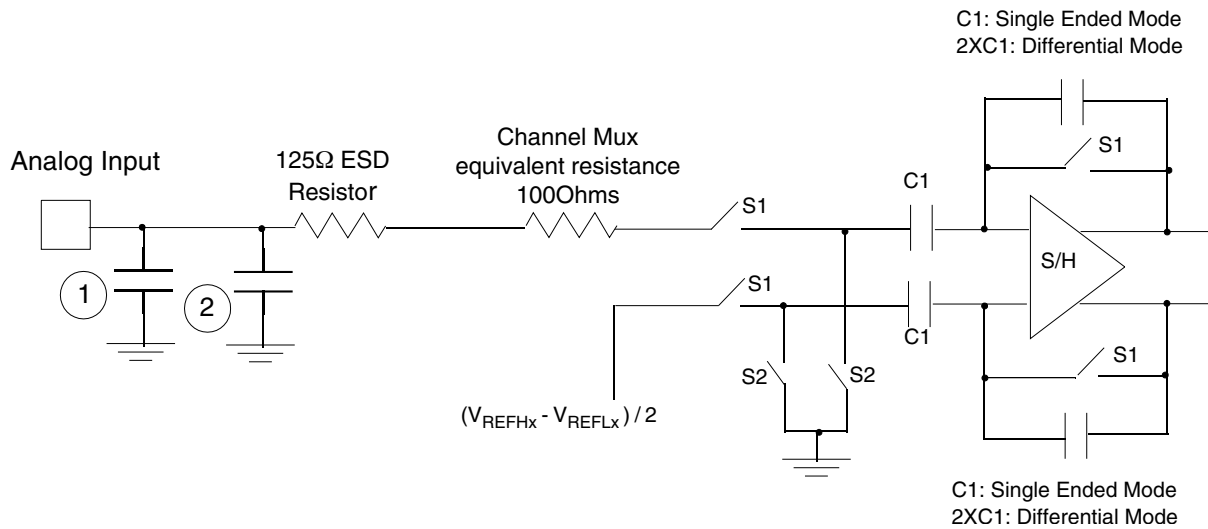 C1: Single Ended Mode
2XC1: Differential Mode
Analog Input
125Ω ESD
Resistor
Channel Mux
equivalent resistance
100Ohms
S1
C1
S1
S/H
1
2
S1
C1
S1
S2
S2
(VREFHx - VREFLx ) / 2
C1: Single Ended Mode
2XC1: Differential Mode